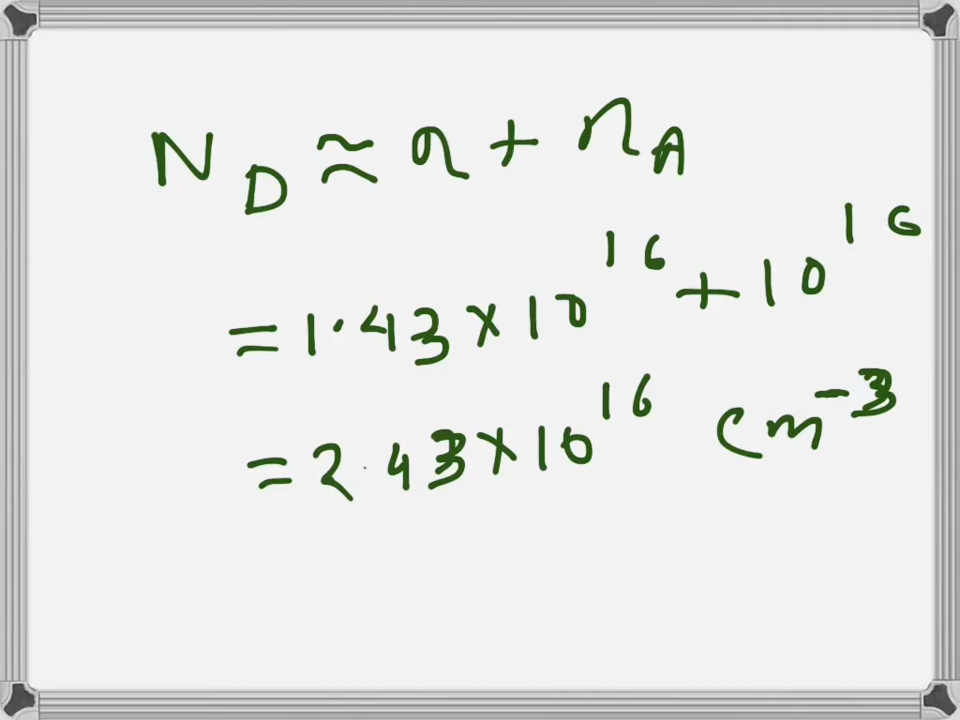 N_D ≈ n + n_A
= 1.43 × 10^16 + 10^16
= 2.43 × 10^16 cm^-3